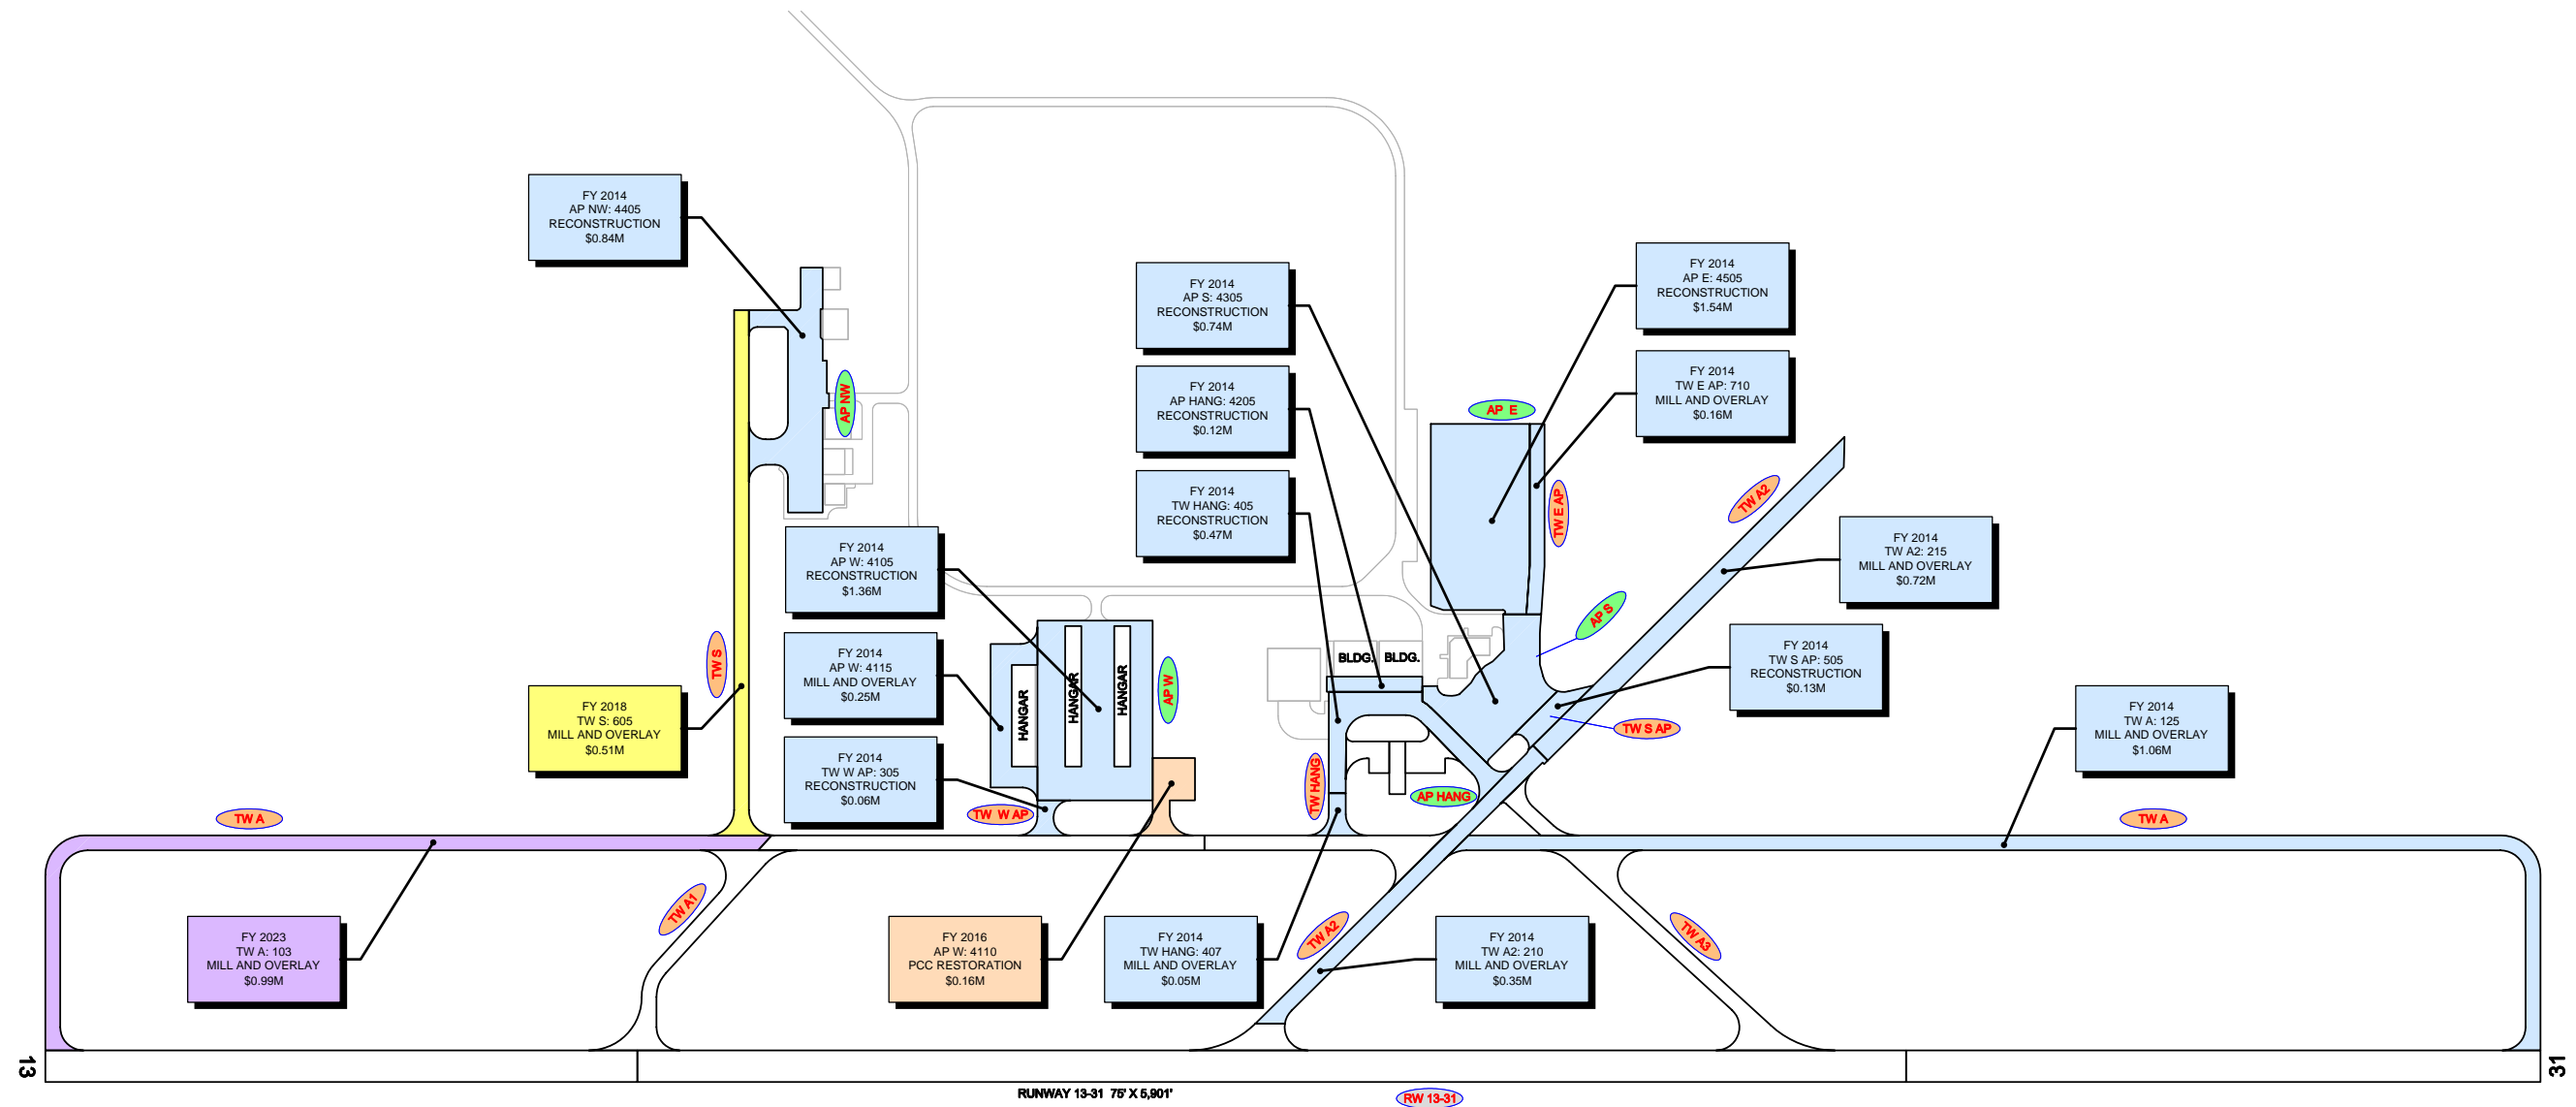 FY 2014
AP NW: 4405
RECONSTRUCTION
$0.84M
FY 2014
AP S: 4305
RECONSTRUCTION
$0.74M
FY 2014
AP E: 4505
RECONSTRUCTION
$1.54M
FY 2014
AP HANG: 4205
RECONSTRUCTION
$0.12M
FY 2014
TW E AP: 710
MILL AND OVERLAY
$0.16M
AP NW
AP E
FY 2014
TW HANG: 405
RECONSTRUCTION
$0.47M
TW E AP
TW A2
FY 2014
AP W: 4105
RECONSTRUCTION
$1.36M
FY 2014
TW A2: 215
MILL AND OVERLAY
$0.72M
AP S
FY 2014
AP W: 4115
MILL AND OVERLAY
$0.25M
TW S
HANGAR
HANGAR
HANGAR
AP W
BLDG.
BLDG.
FY 2014
TW S AP: 505
RECONSTRUCTION
$0.13M
FY 2018
TW S: 605
MILL AND OVERLAY
$0.51M
TW S AP
FY 2014
TW A: 125
MILL AND OVERLAY
$1.06M
FY 2014
TW W AP: 305
RECONSTRUCTION
$0.06M
TW HANG
AP HANG
TW A
TW W AP
TW A
TW A1
TW A2
TW A3
FY 2023
TW A: 103
MILL AND OVERLAY
$0.99M
FY 2016
AP W: 4110
PCC RESTORATION
$0.16M
FY 2014
TW HANG: 407
MILL AND OVERLAY
$0.05M
FY 2014
TW A2: 210
MILL AND OVERLAY
$0.35M
13
31
RUNWAY 13-31 75' X 5,901'
RW 13-31